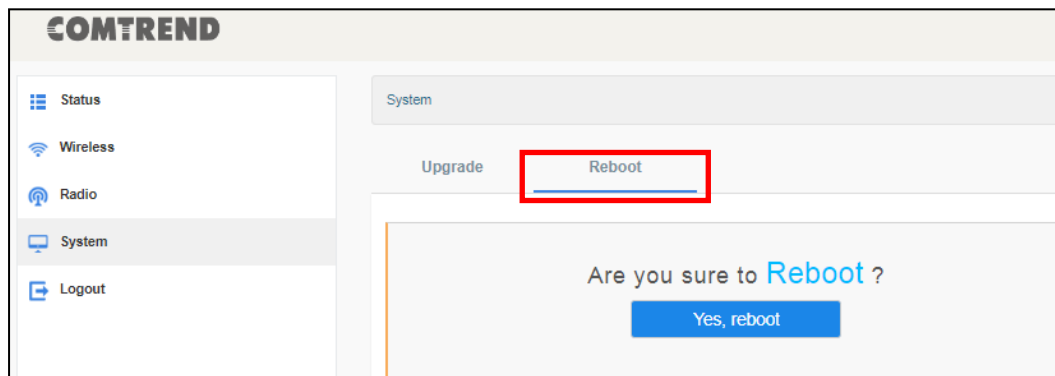 COMTREND
Status
Wireless
Radio
System
Logout
System
Upgrade
Reboot
Are you sure to Reboot ?
Yes, reboot